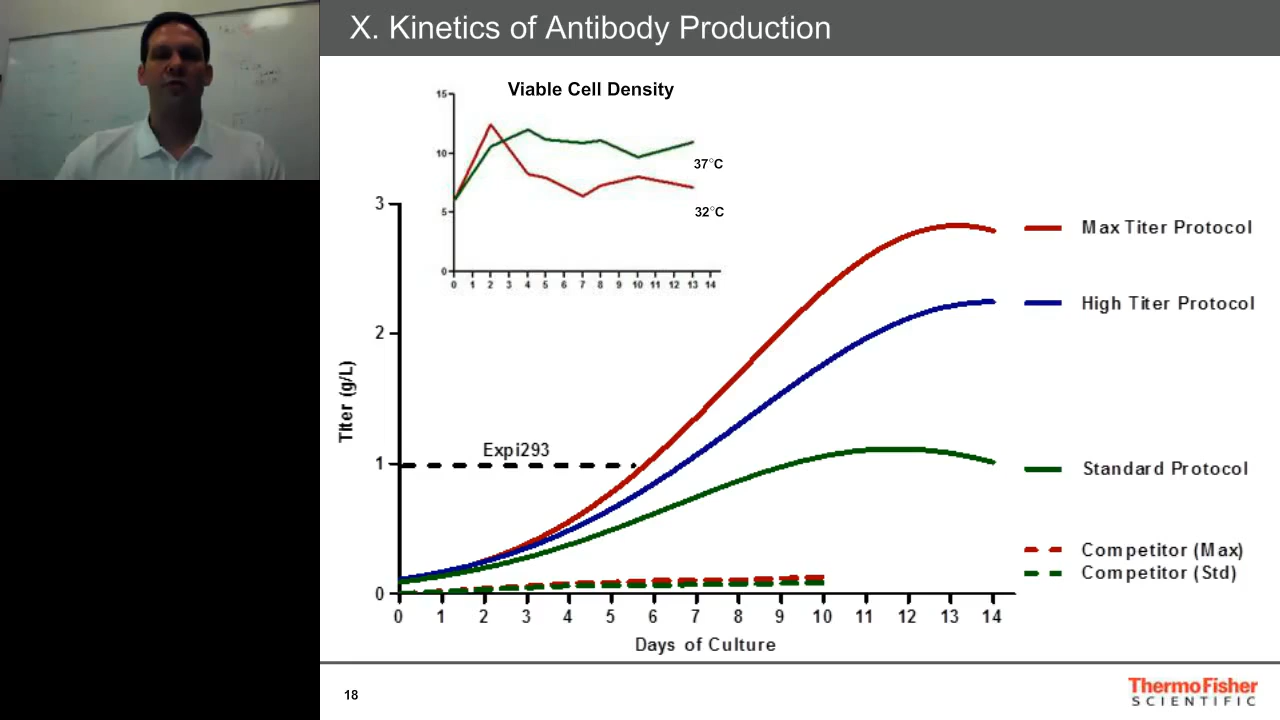 X. Kinetics of Antibody Production
Viable Cell Density
15
10
5
0
0 1 2 3 4 5 6 7 8 9 10 11 12 13 14
37°C
32°C
3
2
1
0
Titer (g/L)
Expi293
Max Titer Protocol
High Titer Protocol
Standard Protocol
Competitor (Max)
Competitor (Std)
0 1 2 3 4 5 6 7 8 9 10 11 12 13 14
Days of Culture
18
ThermoFisher
SCIENTIFIC